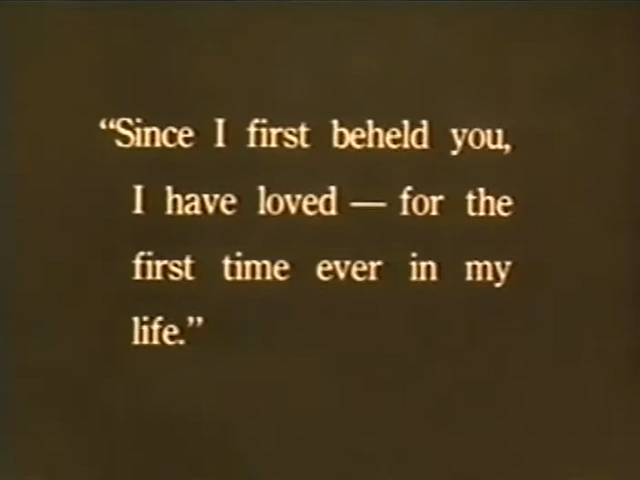 “Since I first beheld you,
I have loved — for the
first time ever in my
life.”